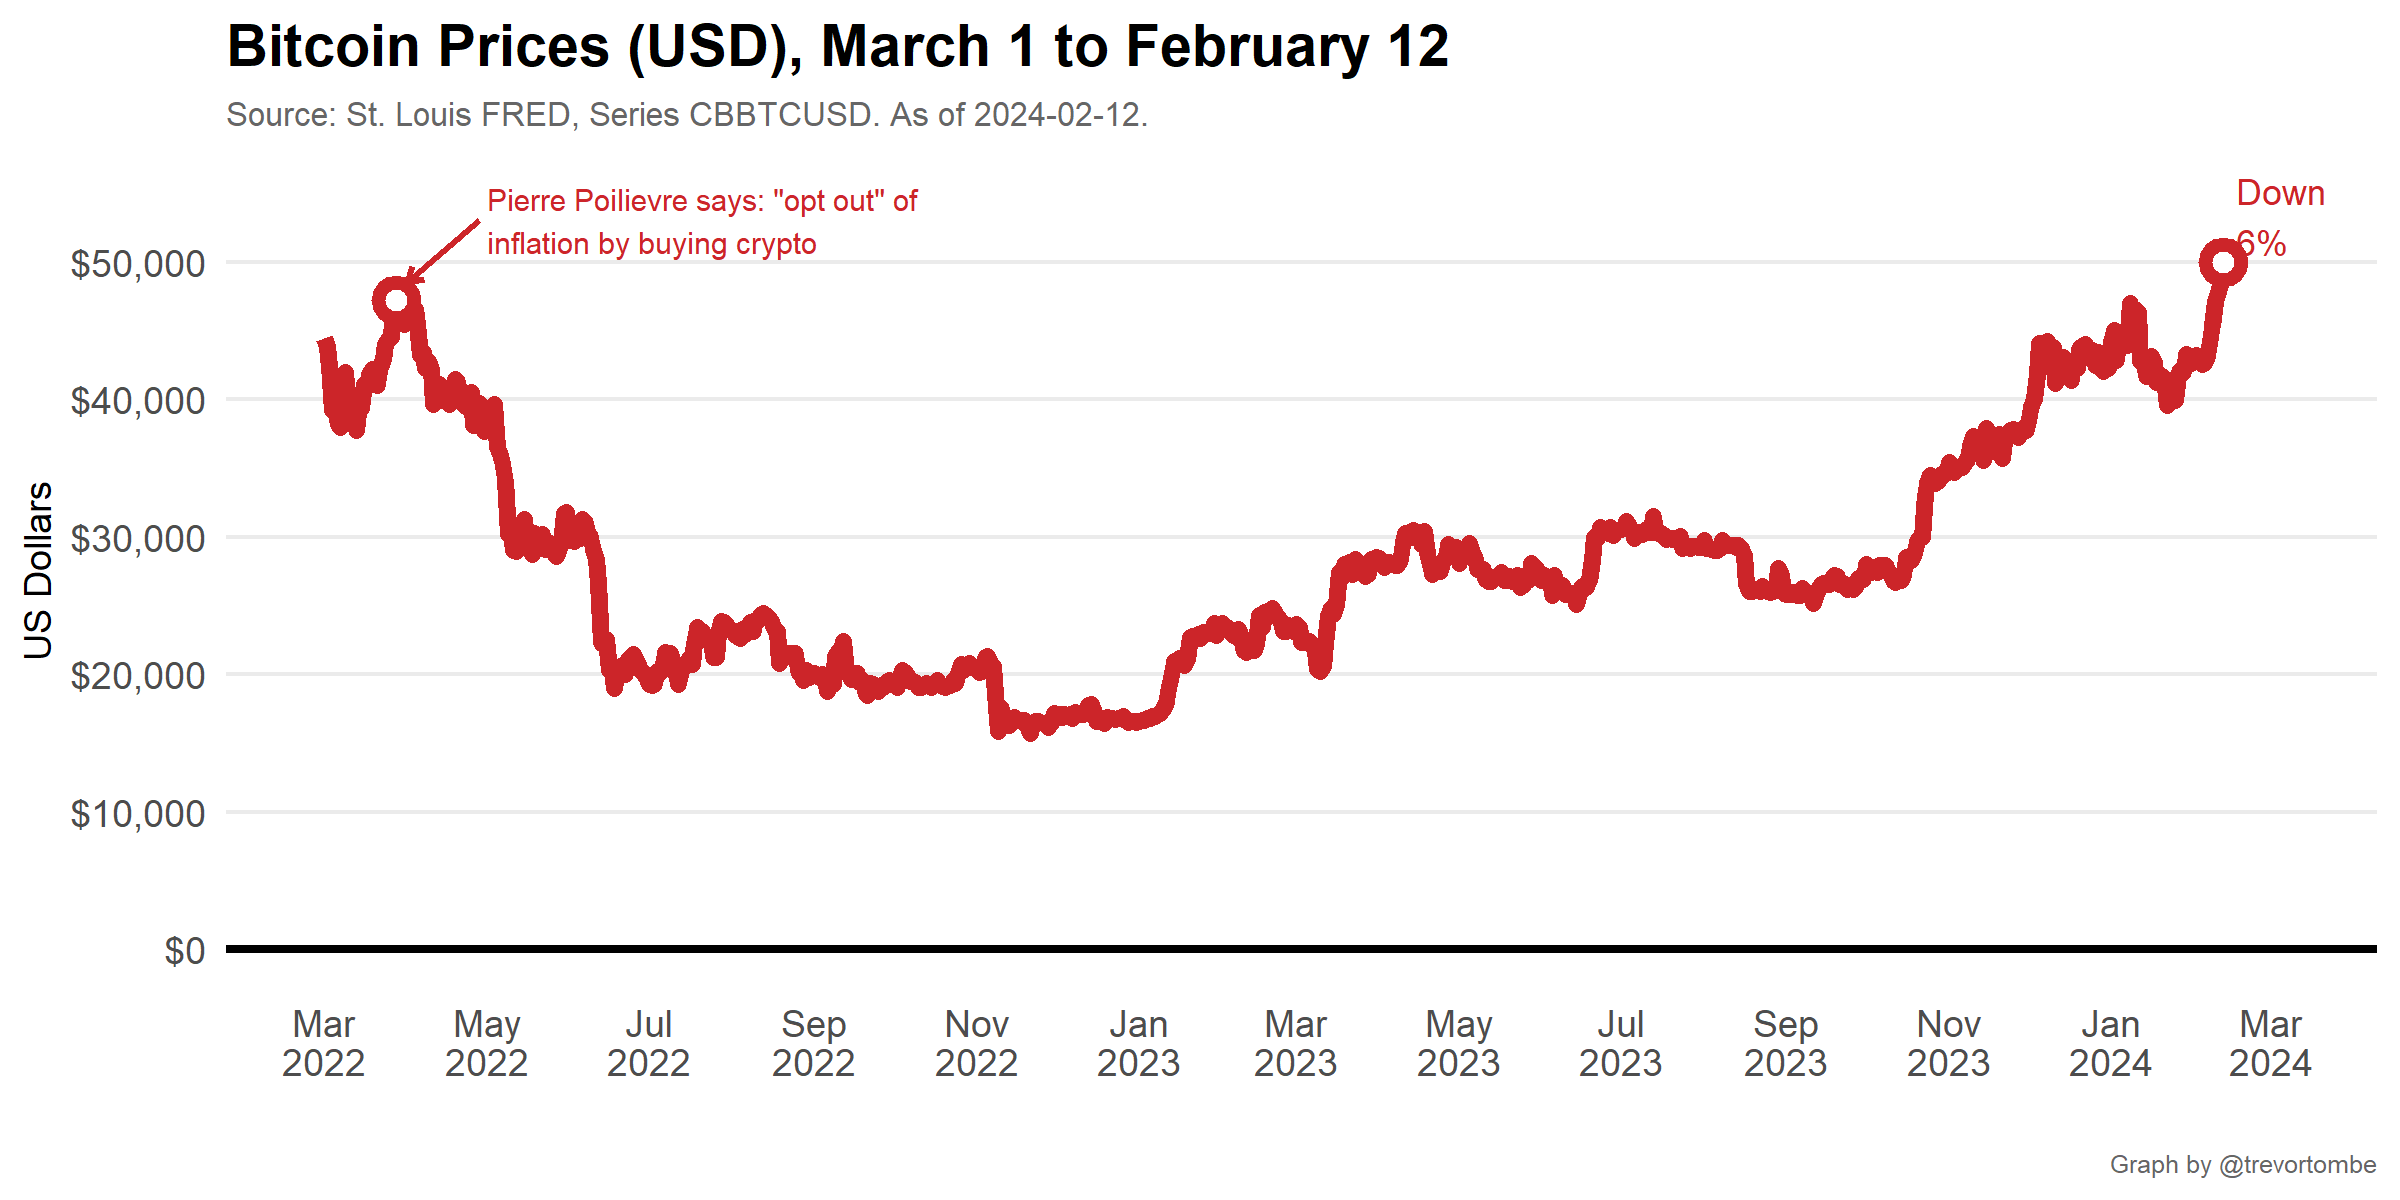 Bitcoin Prices (USD), March 1 to February 12
Source: St. Louis FRED, Series CBBTCUSD. As of 2024-02-12.
Pierre Poilievre says: "opt out" of
inflation by buying crypto
Down
6%
US Dollars
$50,000
$40,000
$30,000
$20,000
$10,000
$0
Mar 2022
May 2022
Jul 2022
Sep 2022
Nov 2022
Jan 2023
Mar 2023
May 2023
Jul 2023
Sep 2023
Nov 2023
Jan 2024
Mar 2024
Graph by @trevortombe